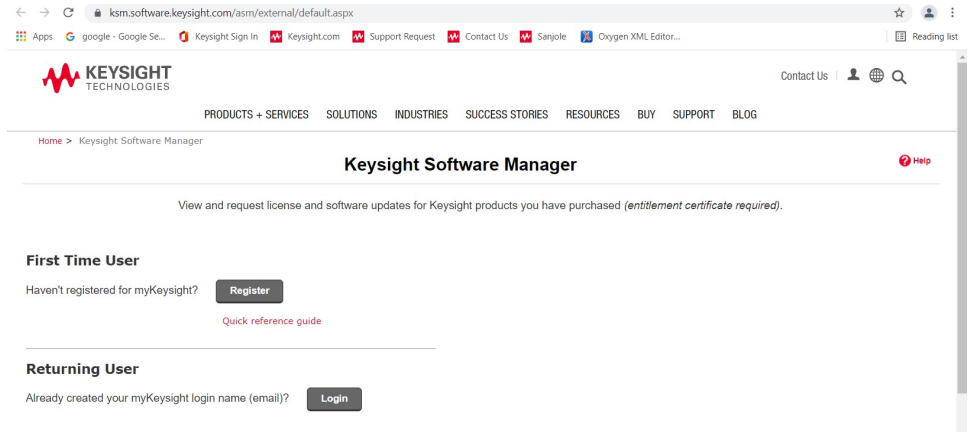 ksm.software.keysight.com/asm/external/default.aspx
Apps google - Google Se... Keysight Sign In Keysight.com Support Request Contact Us Sanjole Oxygen XML Editor... Reading list
KEYSIGHT
TECHNOLOGIES
Contact Us
PRODUCTS + SERVICES SOLUTIONS INDUSTRIES SUCCESS STORIES RESOURCES BUY SUPPORT BLOG
Home > Keysight Software Manager
Keysight Software Manager
? Help
View and request license and software updates for Keysight products you have purchased (entitlement certificate required).
First Time User
Haven't registered for myKeysight? Register
Quick reference guide
Returning User
Already created your myKeysight login name (email)? Login